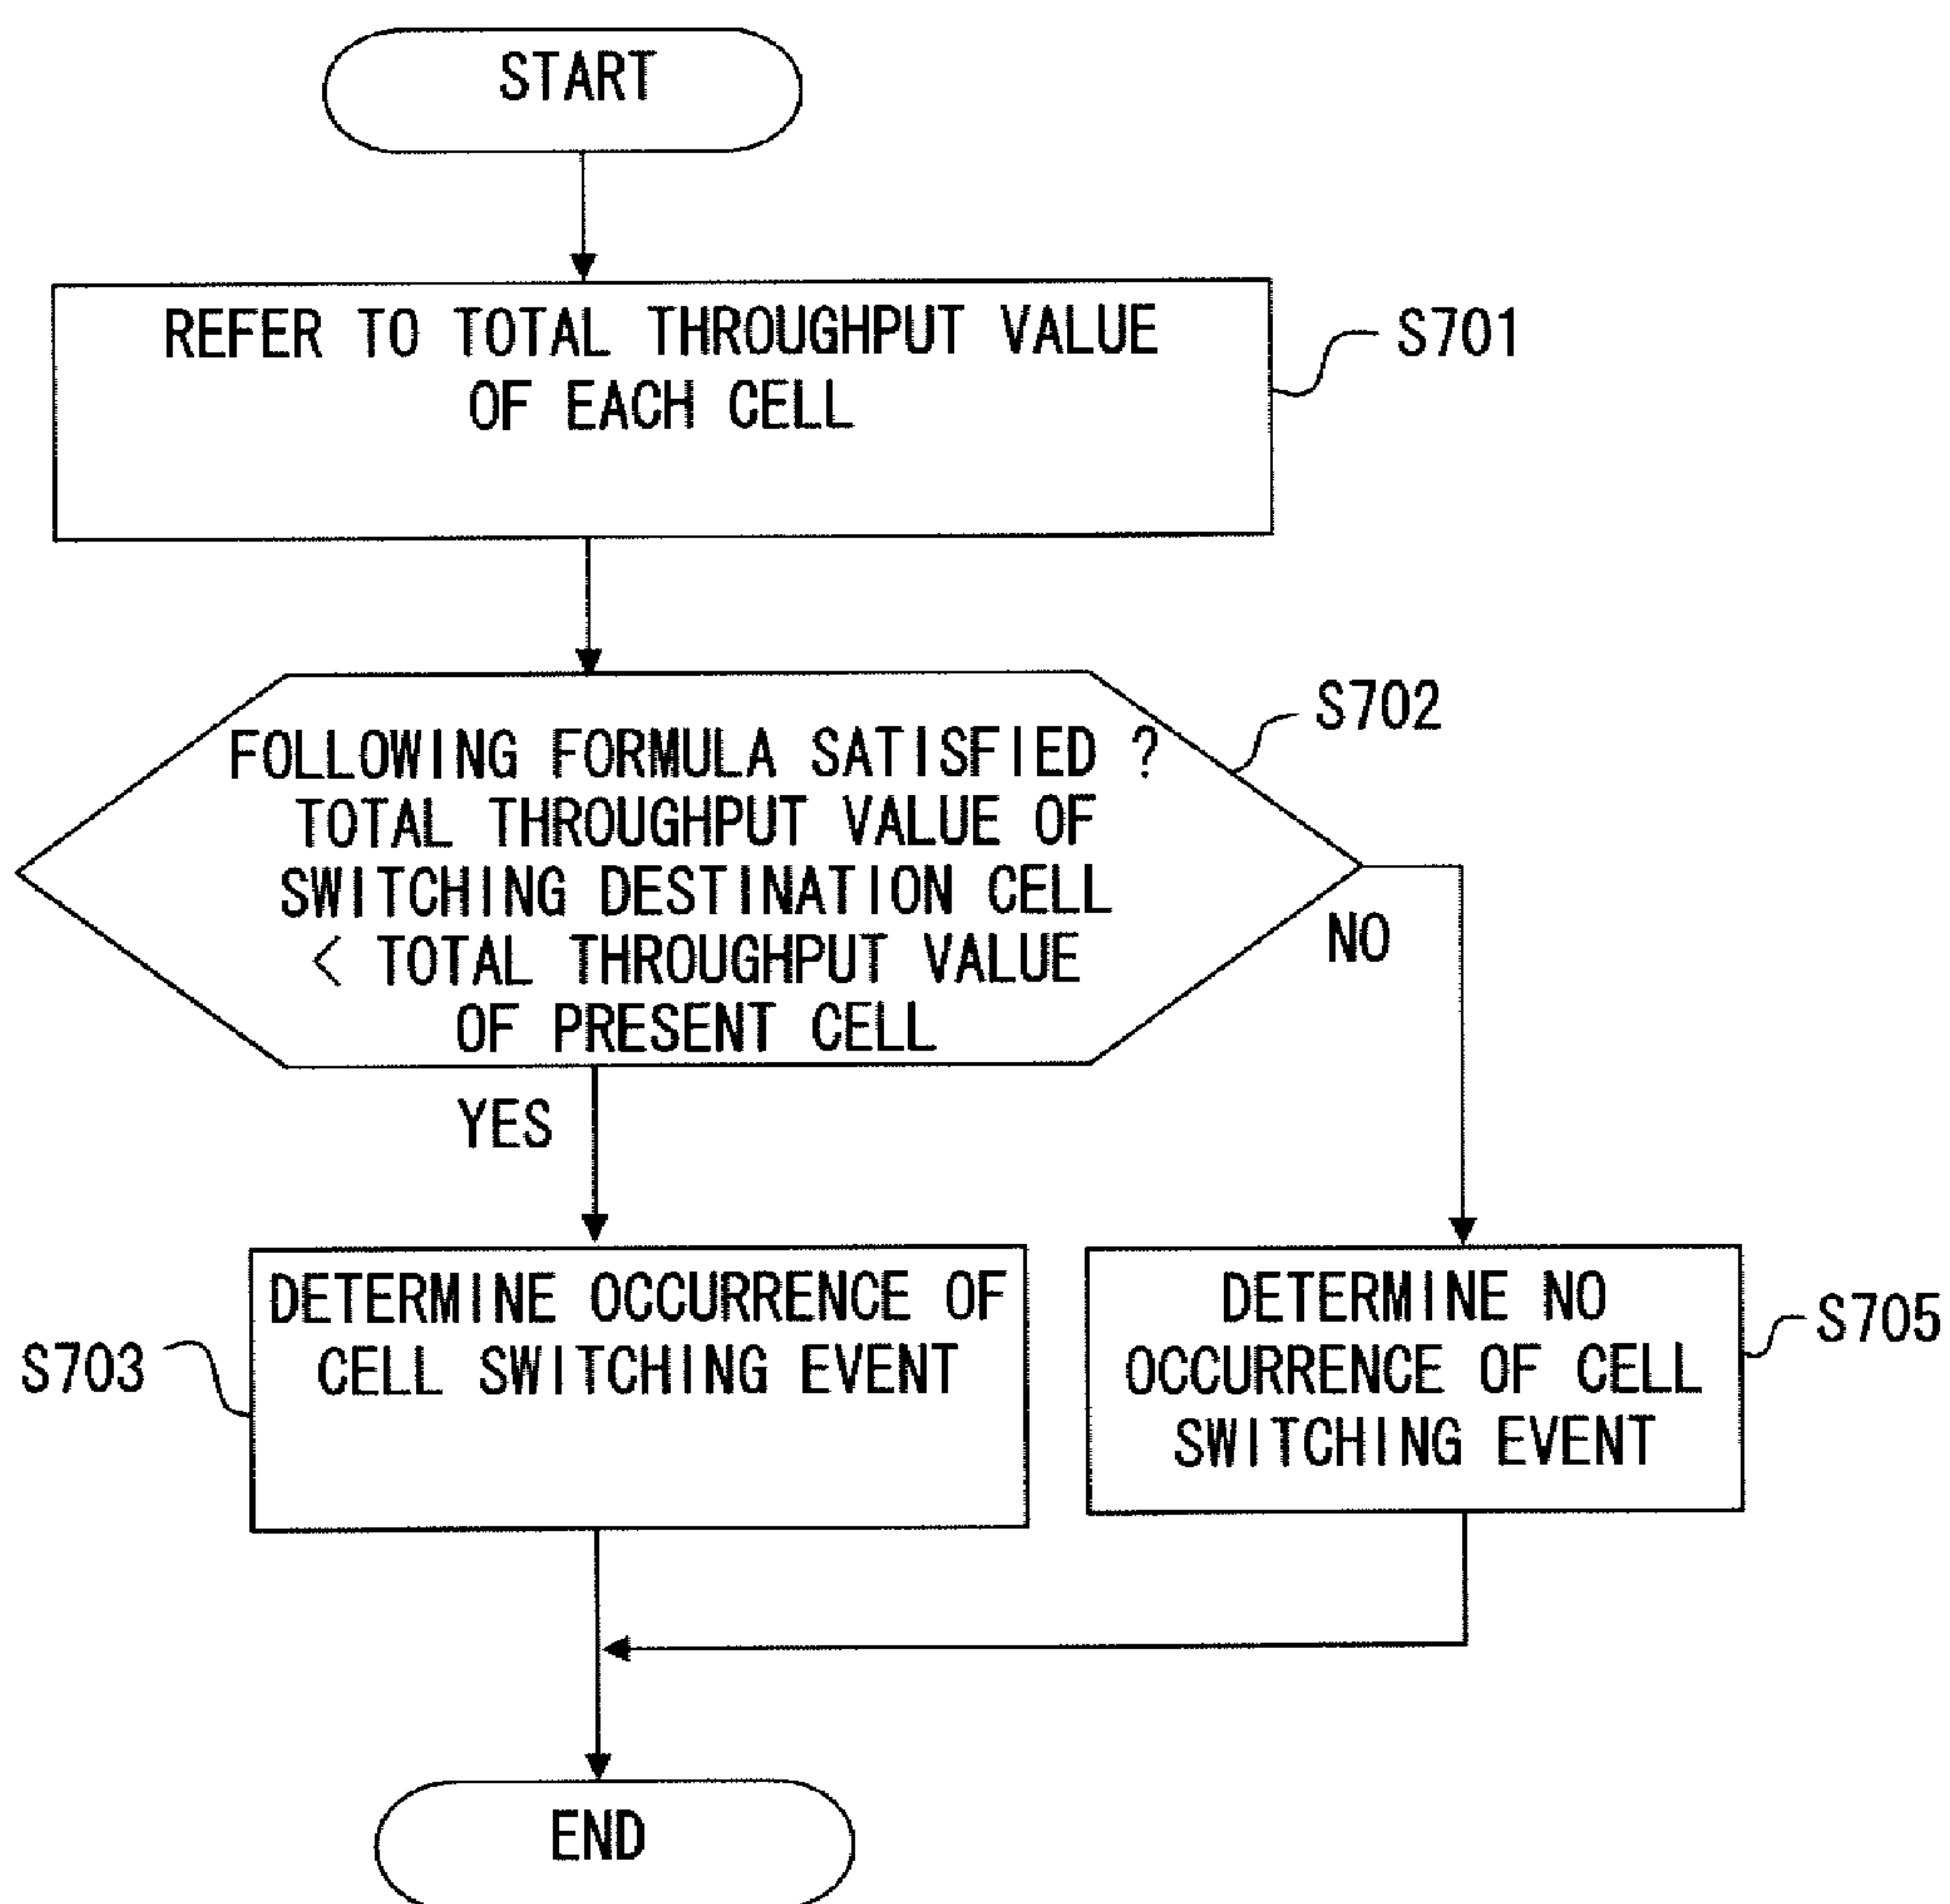 START
REFER TO TOTAL THROUGHPUT VALUE
OF EACH CELL
S701
S702
FOLLOWING FORMULA SATISFIED ?
TOTAL THROUGHPUT VALUE OF
SWITCHING DESTINATION CELL
< TOTAL THROUGHPUT VALUE
OF PRESENT CELL
NO
YES
DETERMINE OCCURRENCE OF
CELL SWITCHING EVENT
S703
DETERMINE NO
OCCURRENCE OF CELL
SWITCHING EVENT
S705
END